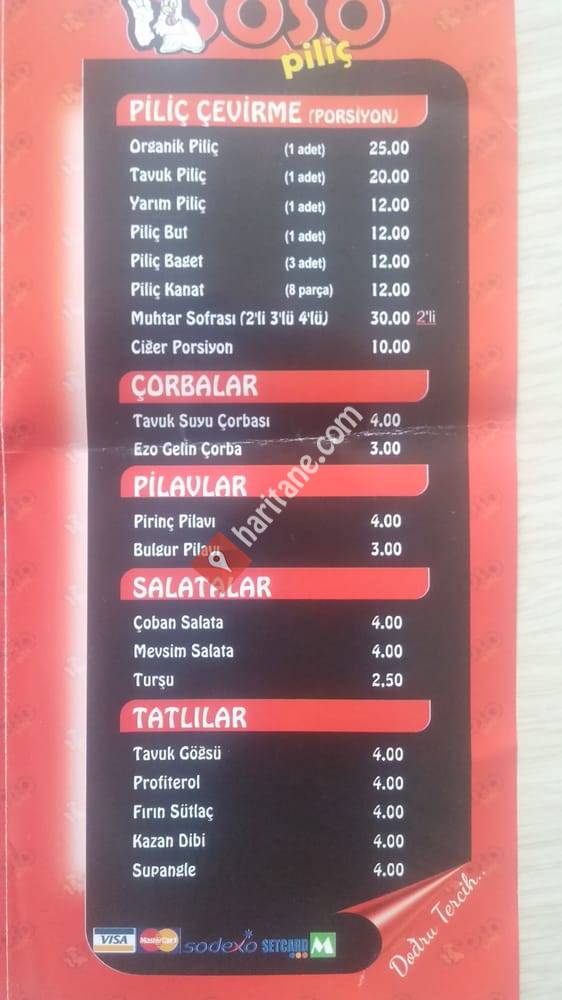 SOSO
piliç
PİLİÇ ÇEVİRME (PORSİYON)
Organik Piliç (1 adet) 25.00
Tavuk Piliç (1 adet) 20.00
Yarım Piliç (1 adet) 12.00
Piliç But (1 adet) 12.00
Piliç Baget (3 adet) 12.00
Piliç Kanat (8 parça) 12.00
Muhtar Sofrası (2'li 3'lü 4'lü) 30.00 2'li
Ciğer Porsiyon 10.00
ÇORBALAR
Tavuk Suyu Çorbası 4.00
Ezo Gelin Çorba 3.00
PİLAVLAR
Pirinç Pilavı 4.00
Bulgur Pilavı 3.00
SALATALAR
Çoban Salata 4.00
Mevsim Salata 4.00
Turşu 2,50
TATLILAR
Tavuk Göğsü 4.00
Profiterol 4.00
Fırın Sütlaç 4.00
Kazan Dibi 4.00
Supangle 4.00
VISA MasterCard sodexo SETCARD M
Doğru Tercih..
haritane.com